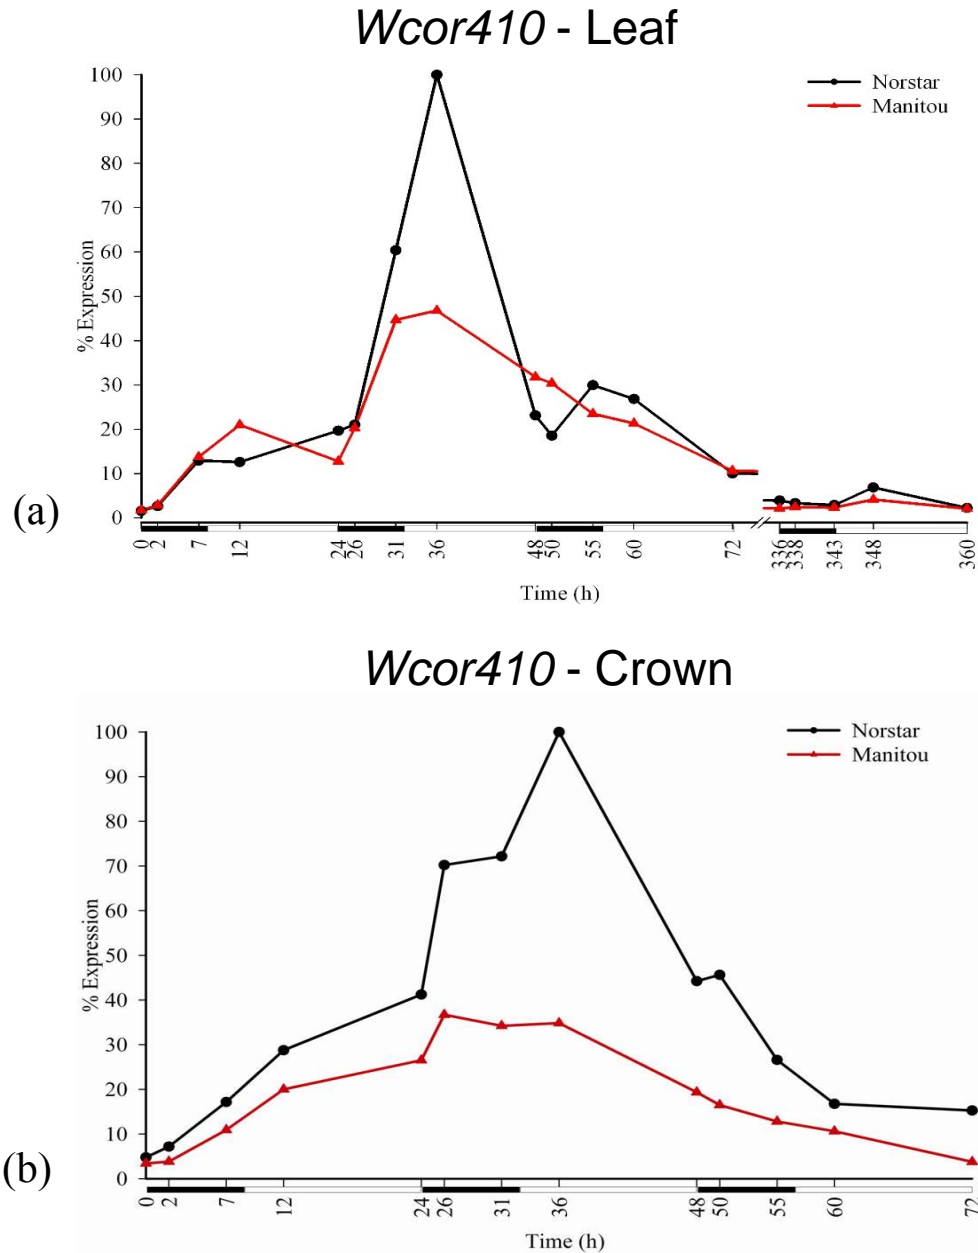 Wcor410 - Leaf
Norstar
Manitou
100
90
80
70
60
50
40
30
20
10
0
% Expression
(a)
0 2 7 12 24 26 31 36 48 50 55 60 72 336 338 343 348 360
Time (h)
Wcor410 - Crown
Norstar
Manitou
100
90
80
70
60
50
40
30
20
10
0
% Expression
(b)
0 2 7 12 24 26 31 36 48 50 55 60 72
Time (h)